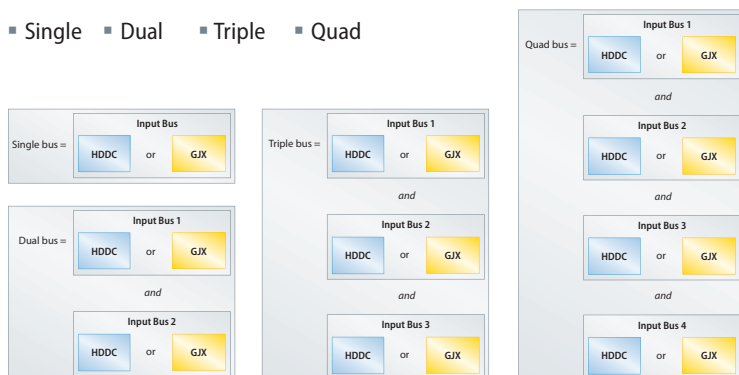 ▪ Single ▪ Dual ▪ Triple ▪ Quad
Single bus =
Input Bus
HDDC or GJX
Dual bus =
Input Bus 1
HDDC or GJX
and
Input Bus 2
HDDC or GJX
Triple bus =
Input Bus 1
HDDC or GJX
and
Input Bus 2
HDDC or GJX
and
Input Bus 3
HDDC or GJX
Quad bus =
Input Bus 1
HDDC or GJX
and
Input Bus 2
HDDC or GJX
and
Input Bus 3
HDDC or GJX
and
Input Bus 4
HDDC or GJX